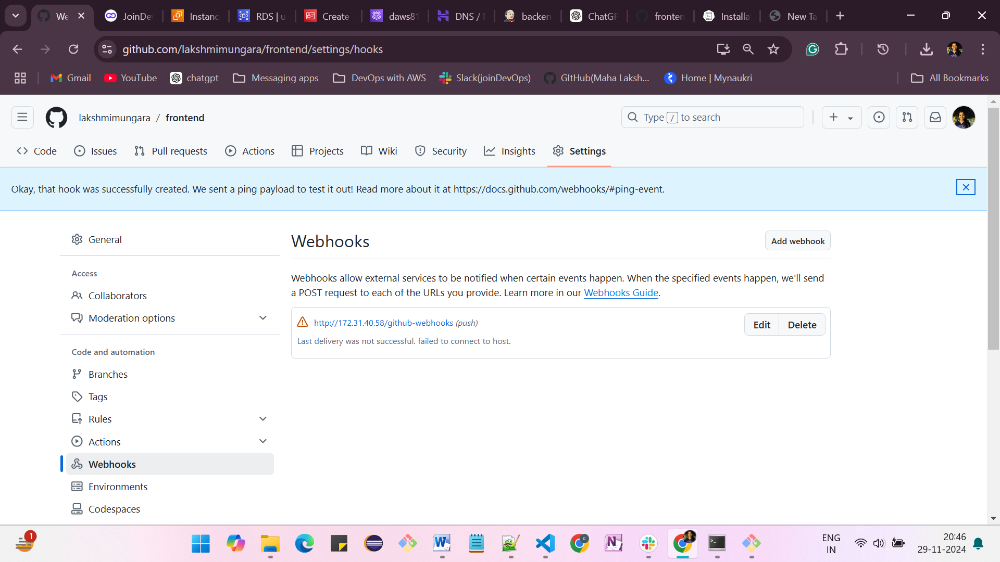 We
JoinDev
Instanc
RDS | u
Create
daws81
DNS / 
backen
ChatGP
fronten
Installa
New Ta
github.com/lakshmimungara/frontend/settings/hooks
Gmail
YouTube
chatgpt
Messaging apps
DevOps with AWS
Slack(joinDevOps)
GItHub(Maha Laksh...
Home | Mynaukri
All Bookmarks
lakshmimungara / frontend
Type / to search
Code
Issues
Pull requests
Actions
Projects
Wiki
Security
Insights
Settings
Okay, that hook was successfully created. We sent a ping payload to test it out! Read more about it at https://docs.github.com/webhooks/#ping-event.
General
Access
Collaborators
Moderation options
Code and automation
Branches
Tags
Rules
Actions
Webhooks
Environments
Codespaces
Webhooks
Add webhook
Webhooks allow external services to be notified when certain events happen. When the specified events happen, we'll send
a POST request to each of the URLs you provide. Learn more in our Webhooks Guide.
http://172.31.40.58/github-webhooks (push)
Edit
Delete
Last delivery was not successful. failed to connect to host.
1
ENG
IN
20:46
29-11-2024